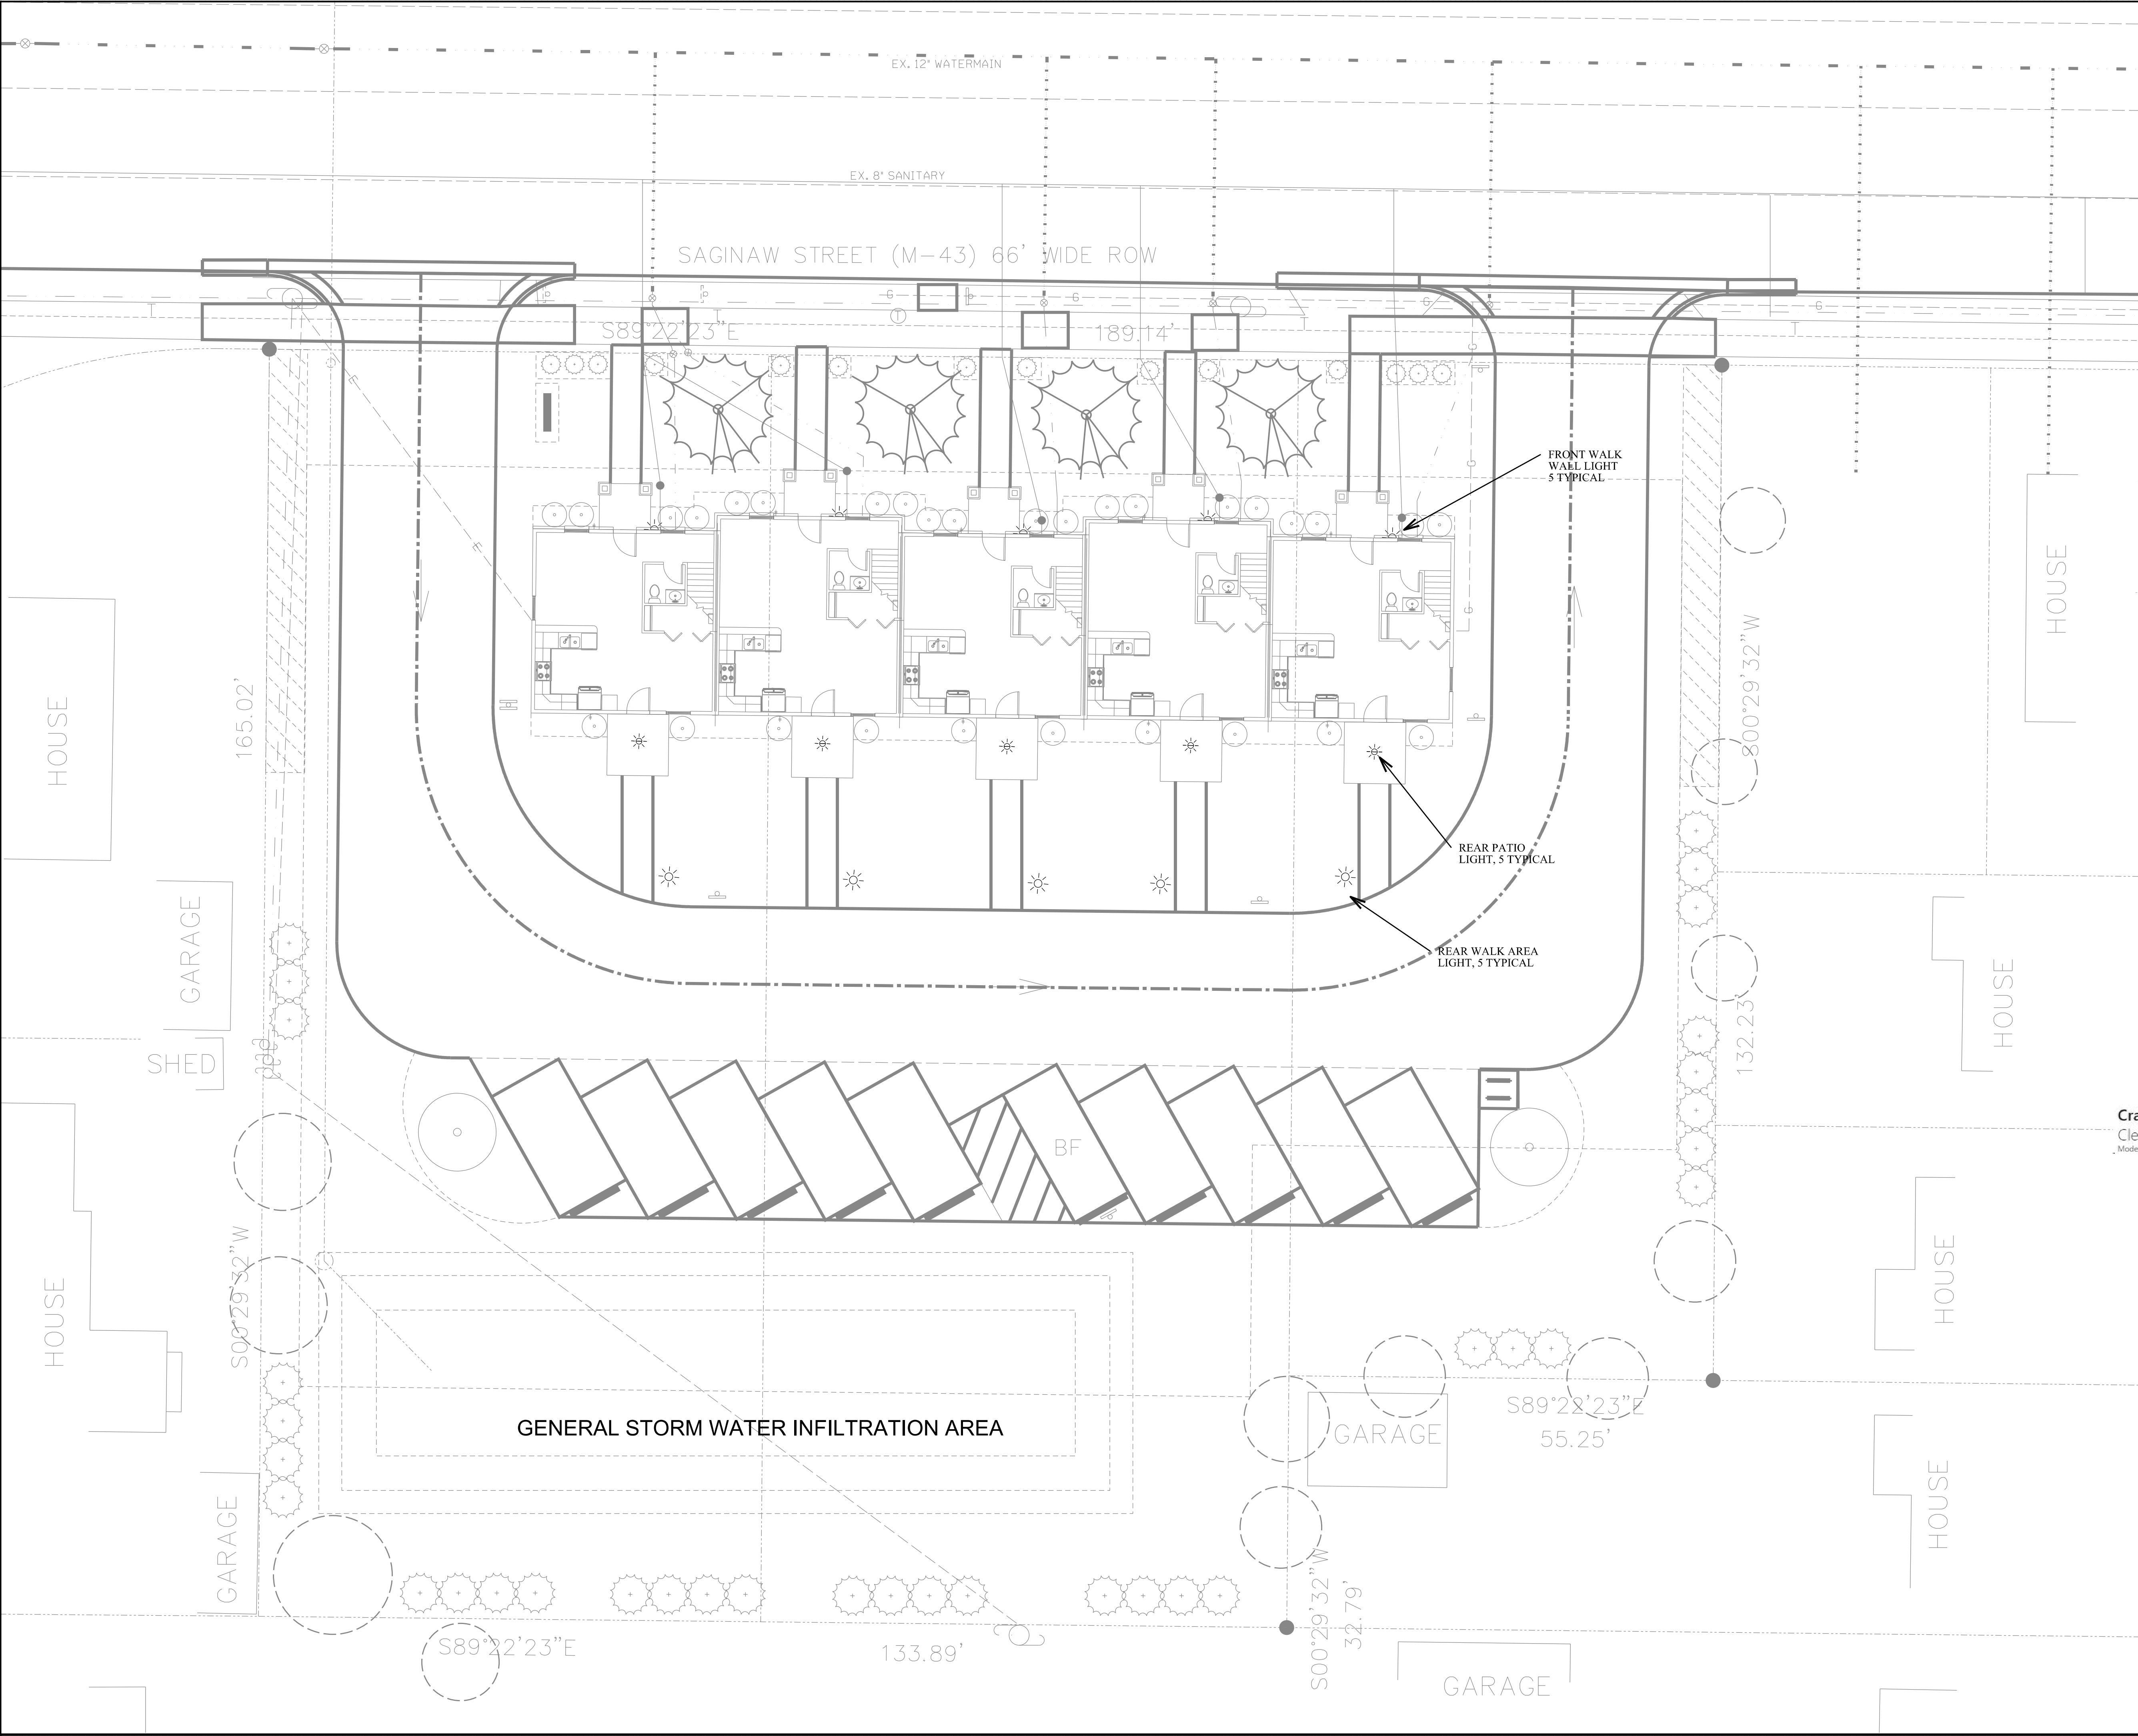 EX. 12" WATERMAIN
EX. 8" SANITARY
SAGINAW STREET (M-43) 66' WIDE ROW
S89°22'23"E
189.14'
FRONT WALK
WALL LIGHT
5 TYPICAL
HOUSE
S00°29'32"W
165.02'
HOUSE
REAR PATIO
LIGHT, 5 TYPICAL
GARAGE
REAR WALK AREA
LIGHT, 5 TYPICAL
HOUSE
132.23'
SHED
BF
Cra
Cle
Mode
HOUSE
S00°29'32"W
HOUSE
GENERAL STORM WATER INFILTRATION AREA
GARAGE
S89°22'23"E
55.25'
HOUSE
GARAGE
S00°29'32"W
32.79'
S89°22'23"E
133.89'
GARAGE